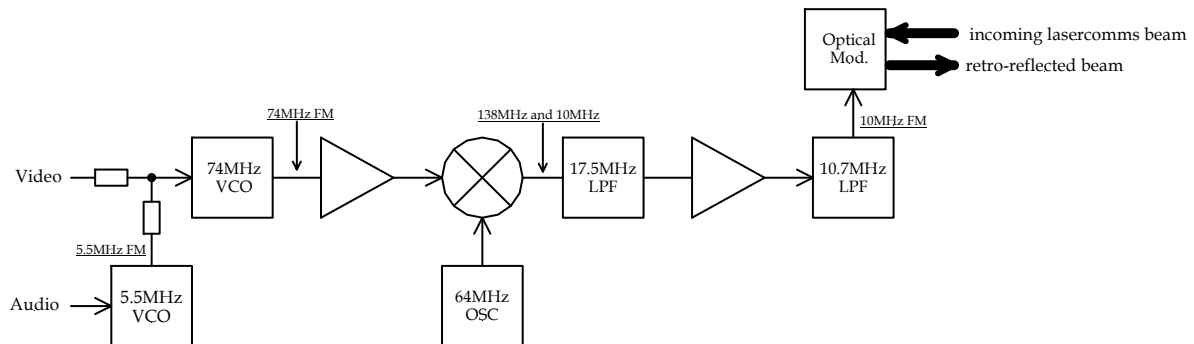 Optical
Mod.
incoming lasercomms beam
retro-reflected beam
74MHz FM
138MHz and 10MHz
10MHz FM
Video
74MHz
VCO
17.5MHz
LPF
10.7MHz
LPF
5.5MHz FM
Audio
5.5MHz
VCO
64MHz
OSC